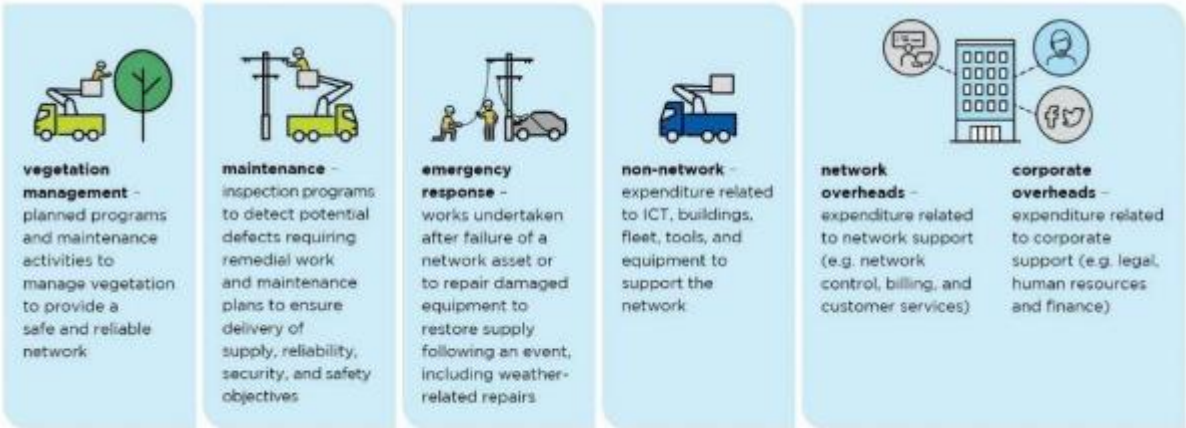 vegetation
management –
planned programs
and maintenance
activities to
manage vegetation
to provide a
safe and reliable
network
maintenance –
inspection programs
to detect potential
defects requiring
remedial work
and maintenance
plans to ensure
delivery of
supply, reliability,
security, and safety
objectives
emergency
response –
works undertaken
after failure of a
network asset or
to repair damaged
equipment to
restore supply
following an event,
including weather-
related repairs
non-network –
expenditure related
to ICT, buildings,
fleet, tools, and
equipment to
support the
network
network
overheads –
expenditure related
to network support
(e.g. network
control, billing, and
customer services)
corporate
overheads –
expenditure related
to corporate
support (e.g. legal,
human resources
and finance)